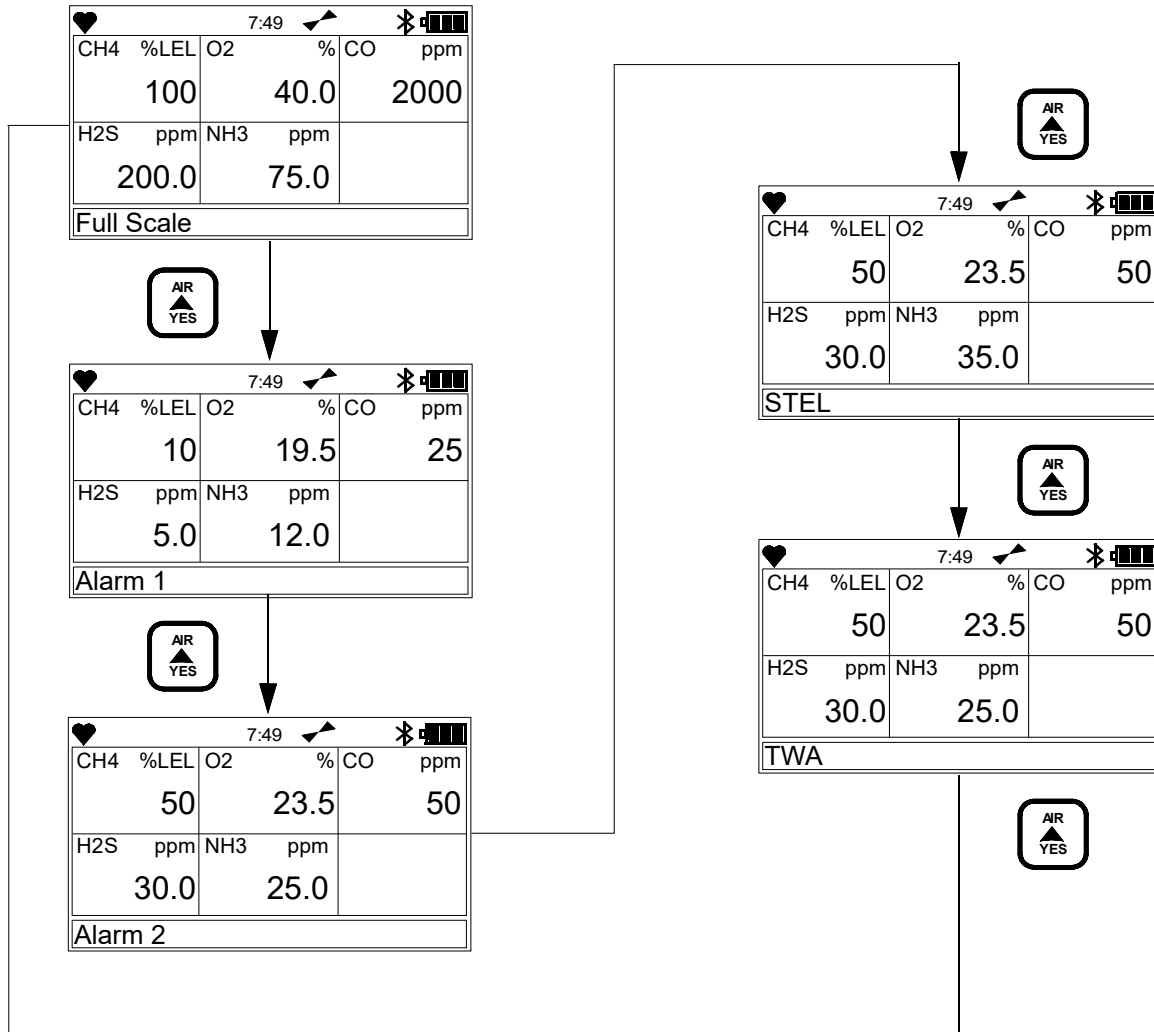 7:49
CH4 %LEL O2 % CO ppm
100 40.0 2000
H2S ppm NH3 ppm
200.0 75.0
Full Scale
AIR
YES
7:49
CH4 %LEL O2 % CO ppm
10 19.5 25
H2S ppm NH3 ppm
5.0 12.0
Alarm 1
AIR
YES
7:49
CH4 %LEL O2 % CO ppm
50 23.5 50
H2S ppm NH3 ppm
30.0 25.0
Alarm 2
AIR
YES
7:49
CH4 %LEL O2 % CO ppm
50 23.5 50
H2S ppm NH3 ppm
30.0 35.0
STEL
AIR
YES
7:49
CH4 %LEL O2 % CO ppm
50 23.5 50
H2S ppm NH3 ppm
30.0 25.0
TWA
AIR
YES